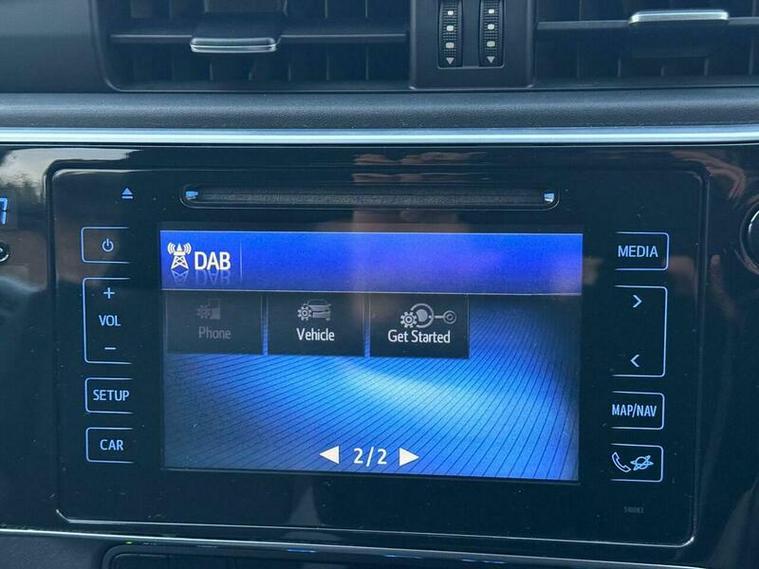 DAB
MEDIA
+
VOL
−
Phone
Vehicle
Get Started
>
<
SETUP
MAP/NAV
CAR
◀ 2/2 ▶